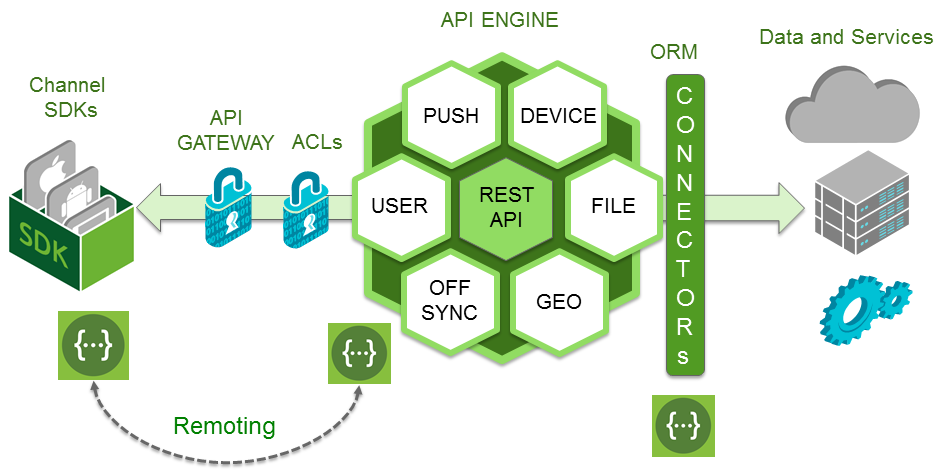 API ENGINE
Data and Services
ORM
Channel
SDKs
API
GATEWAY
ACLs
PUSH
DEVICE
USER
REST
API
FILE
OFF
SYNC
GEO
CONNECTORs
SDK
{···}
{···}
{···}
Remoting